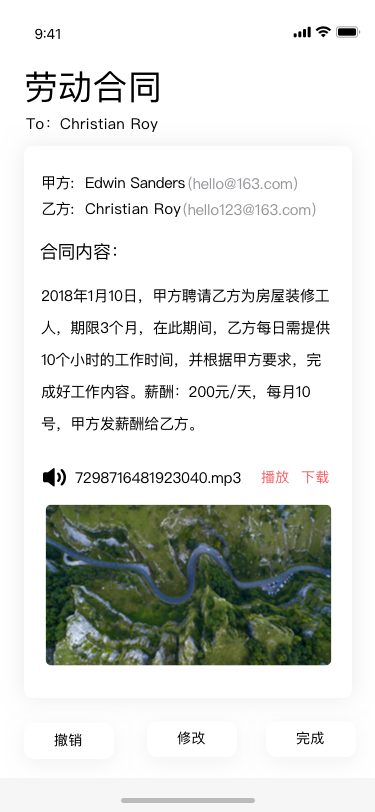 9:41
劳动合同
To：Christian Roy
甲方:  Edwin Sanders(hello@163.com)
乙方:  Christian Roy(hello123@163.com)
合同内容：
2018年1月10日，甲方聘请乙方为房屋装修工
人，期限3个月，在此期间，乙方每日需提供
10个小时的工作时间，并根据甲方要求，完
成好工作内容。薪酬：200元/天，每月10
号，甲方发薪酬给乙方。
7298716481923040.mp3 播放 下载
撤销 修改 完成